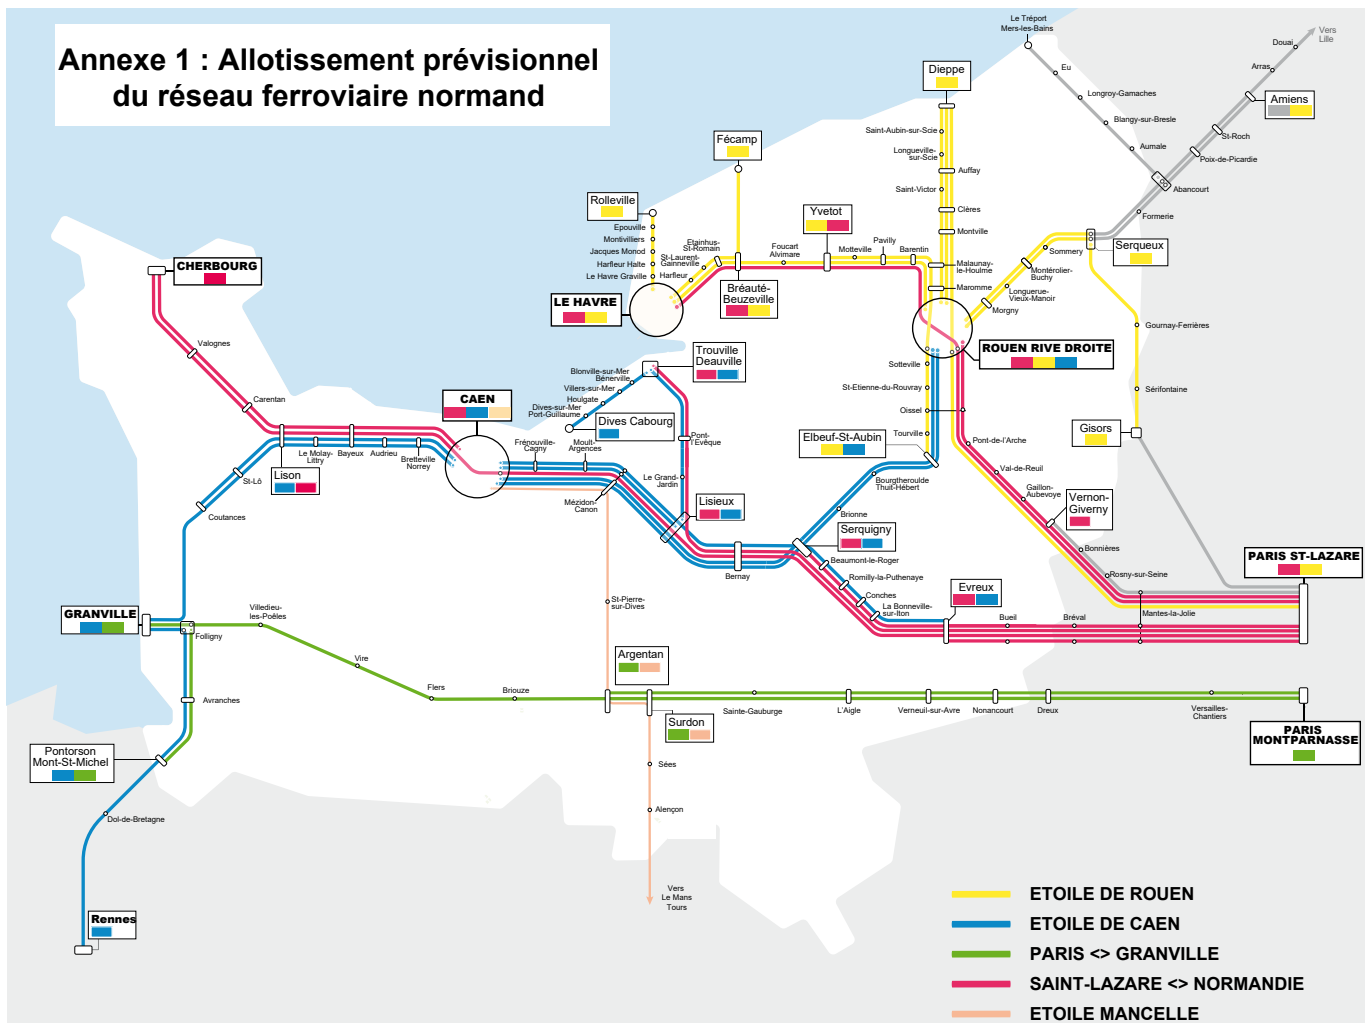 Annexe 1 : Allotissement prévisionnel
du réseau ferroviaire normand
Le Tréport
Mers-les-Bains
Eu
Longroy-Gamaches
Blangy-sur-Bresle
Aumale
Abancourt
Vers
Lille
Douai
Arras
Amiens
St-Roch
Poix-de-Picardie
Formerie
Serqueux
Dieppe
Saint-Aubin-sur-Scie
Longueville-
sur-Scie
Auffay
Saint-Victor
Clères
Montville
Malaunay-
le-Houlme
Maromme
Fécamp
Rolleville
Epouville
Montivilliers
Jacques Monod
Harfleur Halte
Le Havre Graville
Etainhus-
St-Romain
St-Laurent-
Gainneville
Harfleur
LE HAVRE
Bréauté-
Beuzeville
Foucart
Alvimare
Yvetot
Motteville
Pavilly
Barentin
Sommery
Montérolier-
Buchy
Longuerue-
Vieux-Manoir
Morgny
Gournay-Ferrières
Sérifontaine
Gisors
ROUEN RIVE DROITE
Sotteville
St-Etienne-du-Rouvray
Oissel
Tourville
Elbeuf-St-Aubin
Pont-de-l'Arche
Val-de-Reuil
Gaillon-
Aubevoye
Vernon-
Giverny
Bonnières
Rosny-sur-Seine
Mantes-la-Jolie
PARIS ST-LAZARE
CHERBOURG
Valognes
Carentan
Lison
Le Molay-
Littry
Bayeux
Audrieu
Bretteville
Norrey
CAEN
St-Lô
Coutances
Trouville
Deauville
Blonville-sur-Mer
Bénerville
Villers-sur-Mer
Houlgate
Dives-sur-Mer
Port-Guillaume
Dives Cabourg
Pont-
l'Evêque
Le Grand-
Jardin
Frénouville-
Cagny
Moult-
Argences
Mézidon-
Canon
Lisieux
Bernay
Serquigny
Bourgtheroulde
Thuit-Hébert
Brionne
Beaumont-le-Roger
Romilly-la-Puthenaye
Conches
La Bonneville-
sur-Iton
Evreux
Bueil
Bréval
St-Pierre-
sur-Dives
GRANVILLE
Folligny
Villedieu-
les-Poêles
Vire
Flers
Briouze
Argentan
Surdon
Sainte-Gauburge
L'Aigle
Verneuil-sur-Avre
Nonancourt
Dreux
Versailles-
Chantiers
PARIS
MONTPARNASSE
Avranches
Pontorson
Mont-St-Michel
Dol-de-Bretagne
Rennes
Sées
Alençon
Vers
Le Mans
Tours
ETOILE DE ROUEN
ETOILE DE CAEN
PARIS <> GRANVILLE
SAINT-LAZARE <> NORMANDIE
ETOILE MANCELLE